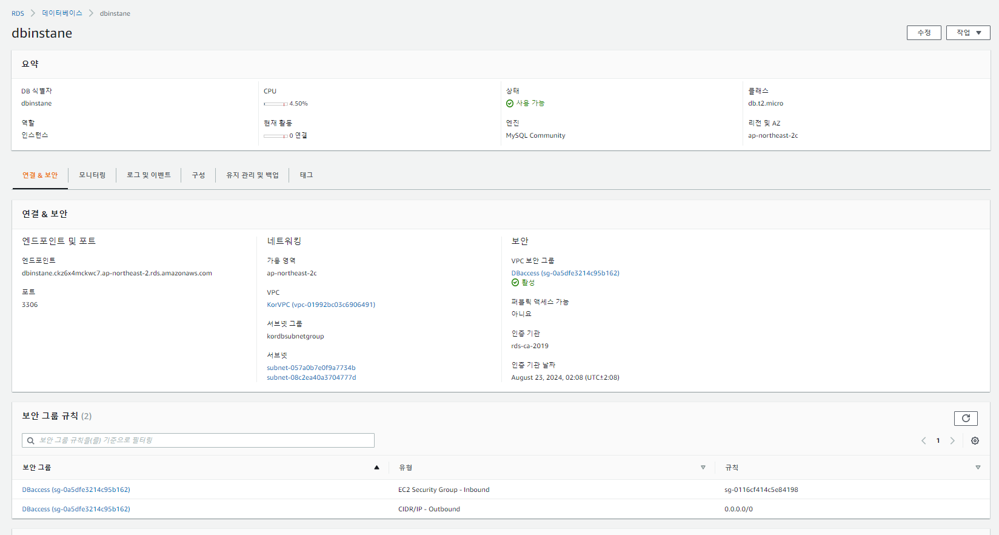 RDS > 데이터베이스 > dbinstane
dbinstane
수정
작업 ▼
요약
DB 식별자
dbinstane
CPU
4.50%
상태
사용 가능
클래스
db.t2.micro
역할
인스턴스
현재 활동
0 연결
엔진
MySQL Community
리전 및 AZ
ap-northeast-2c
연결 & 보안
모니터링
로그 및 이벤트
구성
유지 관리 및 백업
태그
연결 & 보안
엔드포인트 및 포트
엔드포인트
dbinstane.ckz6x4mckwc7.ap-northeast-2.rds.amazonaws.com
포트
3306
네트워킹
가용 영역
ap-northeast-2c
VPC
KorVPC (vpc-01992bc03c6906491)
서브넷 그룹
kordbsubnetgroup
서브넷
subnet-057a0b7e0f9a7734b
subnet-08c2ea40a3704777d
보안
VPC 보안 그룹
DBaccess (sg-0a5dfe3214c95b162)
활성
퍼블릭 액세스 가능
아니요
인증 기관
rds-ca-2019
인증 기관 날짜
August 23, 2024, 02:08 (UTC±2:08)
보안 그룹 규칙 (2)
보안 그룹 규칙을(를) 기준으로 필터링
1
보안 그룹
유형
규칙
DBaccess (sg-0a5dfe3214c95b162)
EC2 Security Group - Inbound
sg-0116cf414c5e84198
DBaccess (sg-0a5dfe3214c95b162)
CIDR/IP - Outbound
0.0.0.0/0